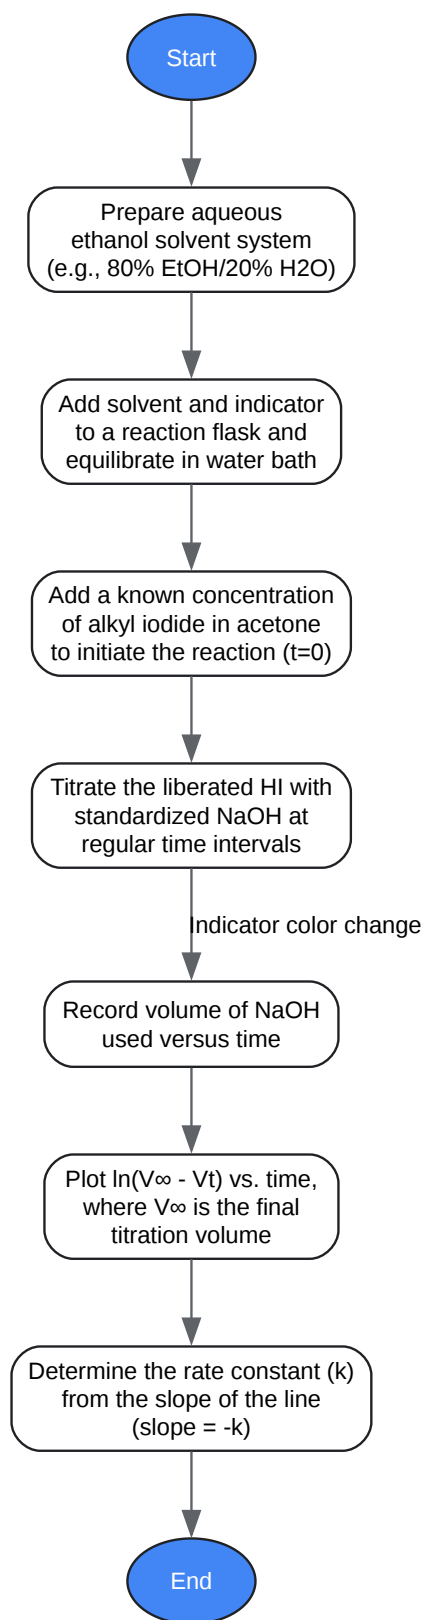 Start
Prepare aqueous
ethanol solvent system
(e.g., 80% EtOH/20% H2O)
Add solvent and indicator
to a reaction flask and
equilibrate in water bath
Add a known concentration
of alkyl iodide in acetone
to initiate the reaction (t=0)
Titrate the liberated HI with
standardized NaOH at
regular time intervals
Indicator color change
Record volume of NaOH
used versus time
Plot ln(V∞ - Vt) vs. time,
where V∞ is the final
titration volume
Determine the rate constant (k)
from the slope of the line
(slope = -k)
End